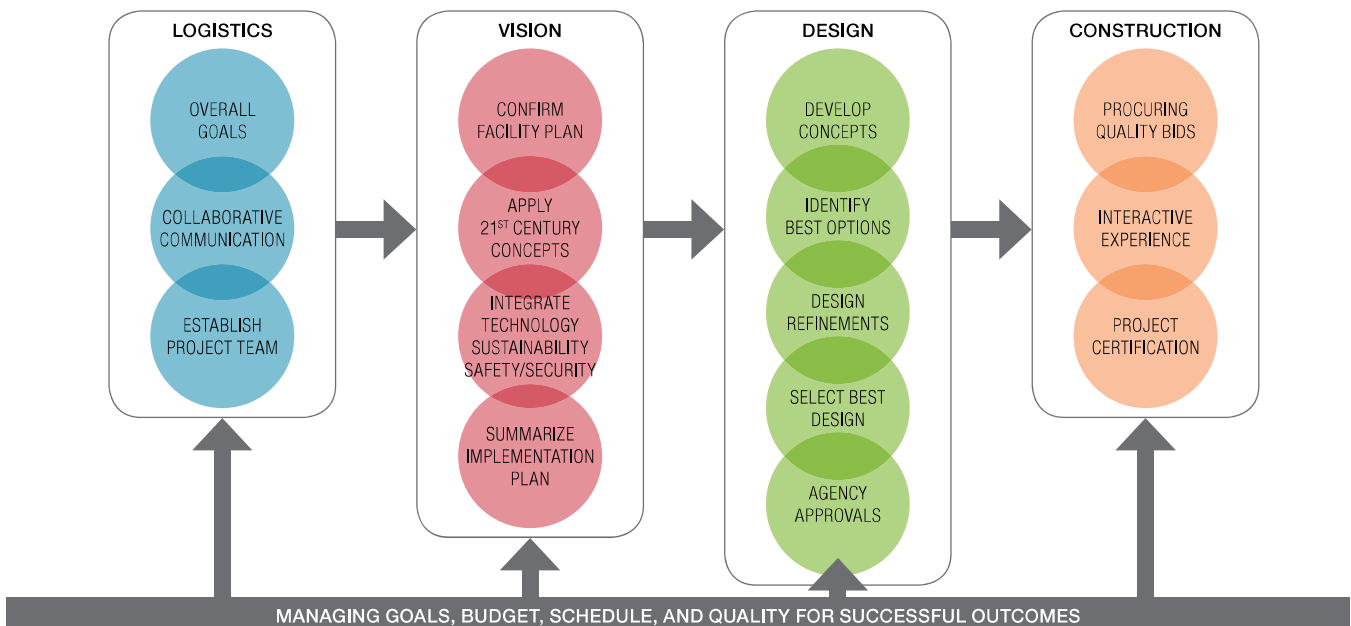 LOGISTICS
OVERALL
GOALS
COLLABORATIVE
COMMUNICATION
ESTABLISH
PROJECT TEAM
VISION
CONFIRM
FACILITY PLAN
APPLY
21ST CENTURY
CONCEPTS
INTEGRATE
TECHNOLOGY
SUSTAINABILITY
SAFETY/SECURITY
SUMMARIZE
IMPLEMENTATION
PLAN
DESIGN
DEVELOP
CONCEPTS
IDENTIFY
BEST OPTIONS
DESIGN
REFINEMENTS
SELECT BEST
DESIGN
AGENCY
APPROVALS
CONSTRUCTION
PROCURING
QUALITY BIDS
INTERACTIVE
EXPERIENCE
PROJECT
CERTIFICATION
MANAGING GOALS, BUDGET, SCHEDULE, AND QUALITY FOR SUCCESSFUL OUTCOMES